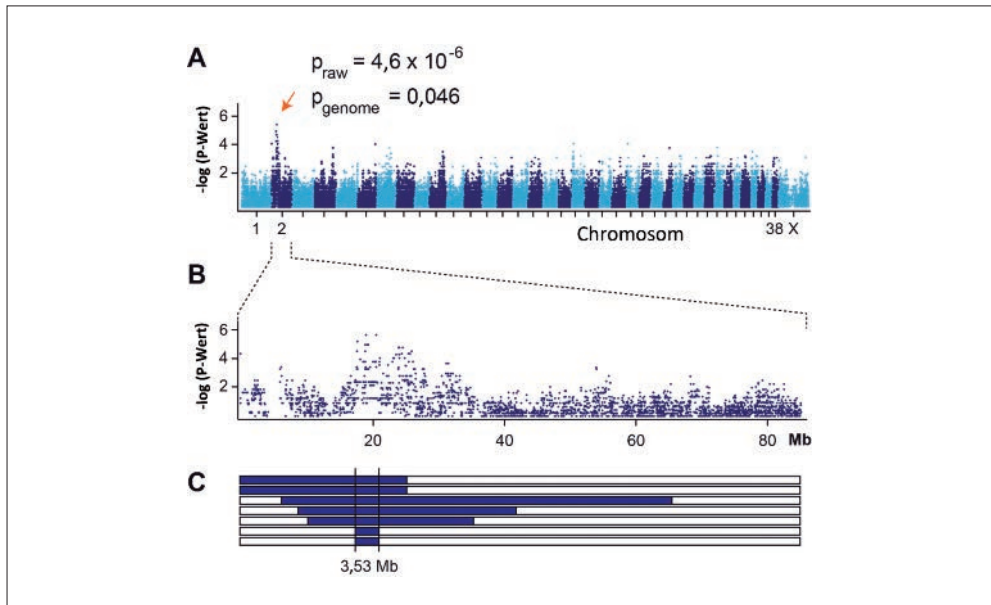 A
p_raw = 4,6 x 10^-6
p_genome = 0,046
-log (P-Wert)
6
4
2
1
2
Chromosom
38 X
B
-log (P-Wert)
6
4
2
20
40
60
80
Mb
C
3,53 Mb